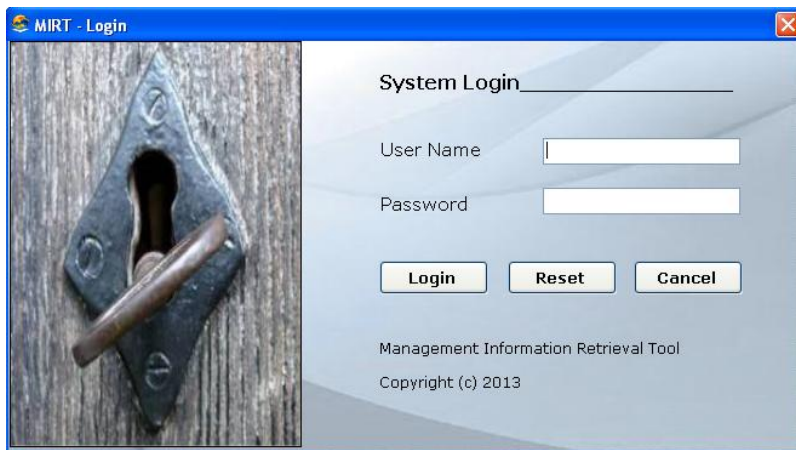 MIRT - Login
System Login
User Name
Password
Login Reset Cancel
Management Information Retrieval Tool
Copyright (c) 2013